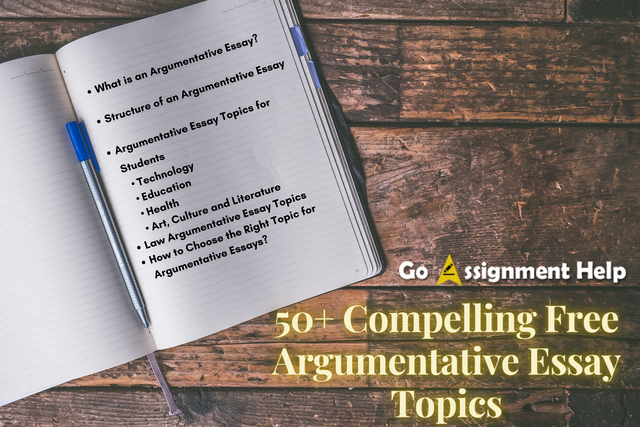 • What is an Argumentative Essay?
• Structure of an Argumentative Essay
• Argumentative Essay Topics for
Students
• Technology
• Education
• Health
• Art, Culture and Literature
• Law Argumentative Essay Topics
• How to Choose the Right Topic for
Argumentative Essays?
Go Assignment Help
50+ Compelling Free
Argumentative Essay
Topics